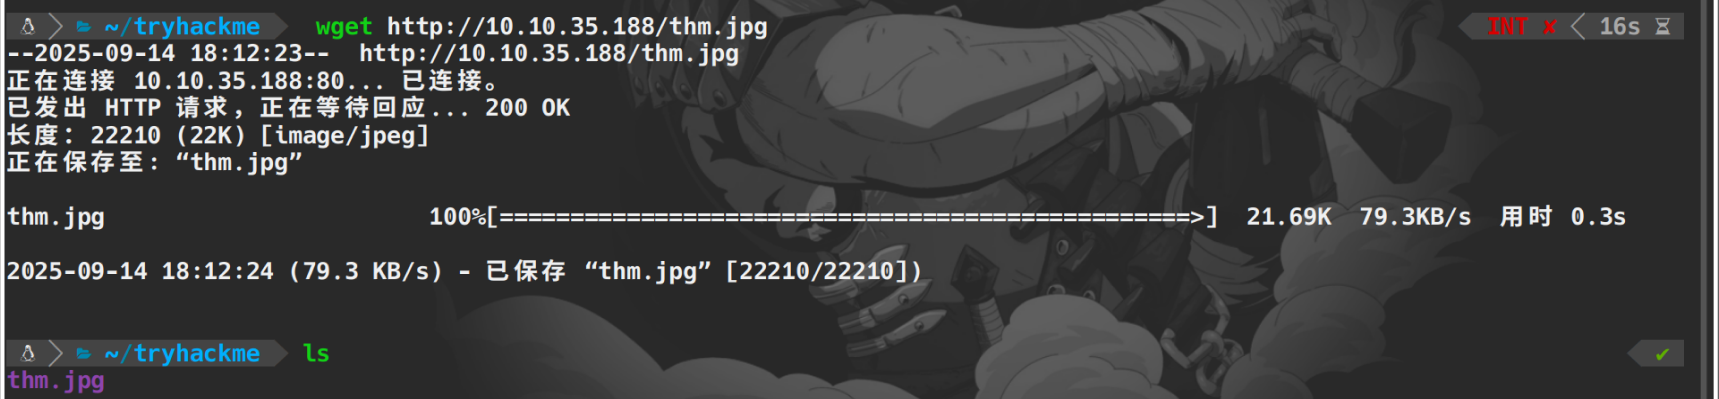 ~/tryhackme wget http://10.10.35.188/thm.jpg INT ✘ 16s
--2025-09-14 18:12:23--  http://10.10.35.188/thm.jpg
正在连接 10.10.35.188:80... 已连接。
已发出 HTTP 请求，正在等待回应... 200 OK
长度：22210 (22K) [image/jpeg]
正在保存至: “thm.jpg”
thm.jpg 100%[=================================================>] 21.69K 79.3KB/s 用时 0.3s
2025-09-14 18:12:24 (79.3 KB/s) - 已保存 “thm.jpg” [22210/22210])
~/tryhackme ls ✔
thm.jpg